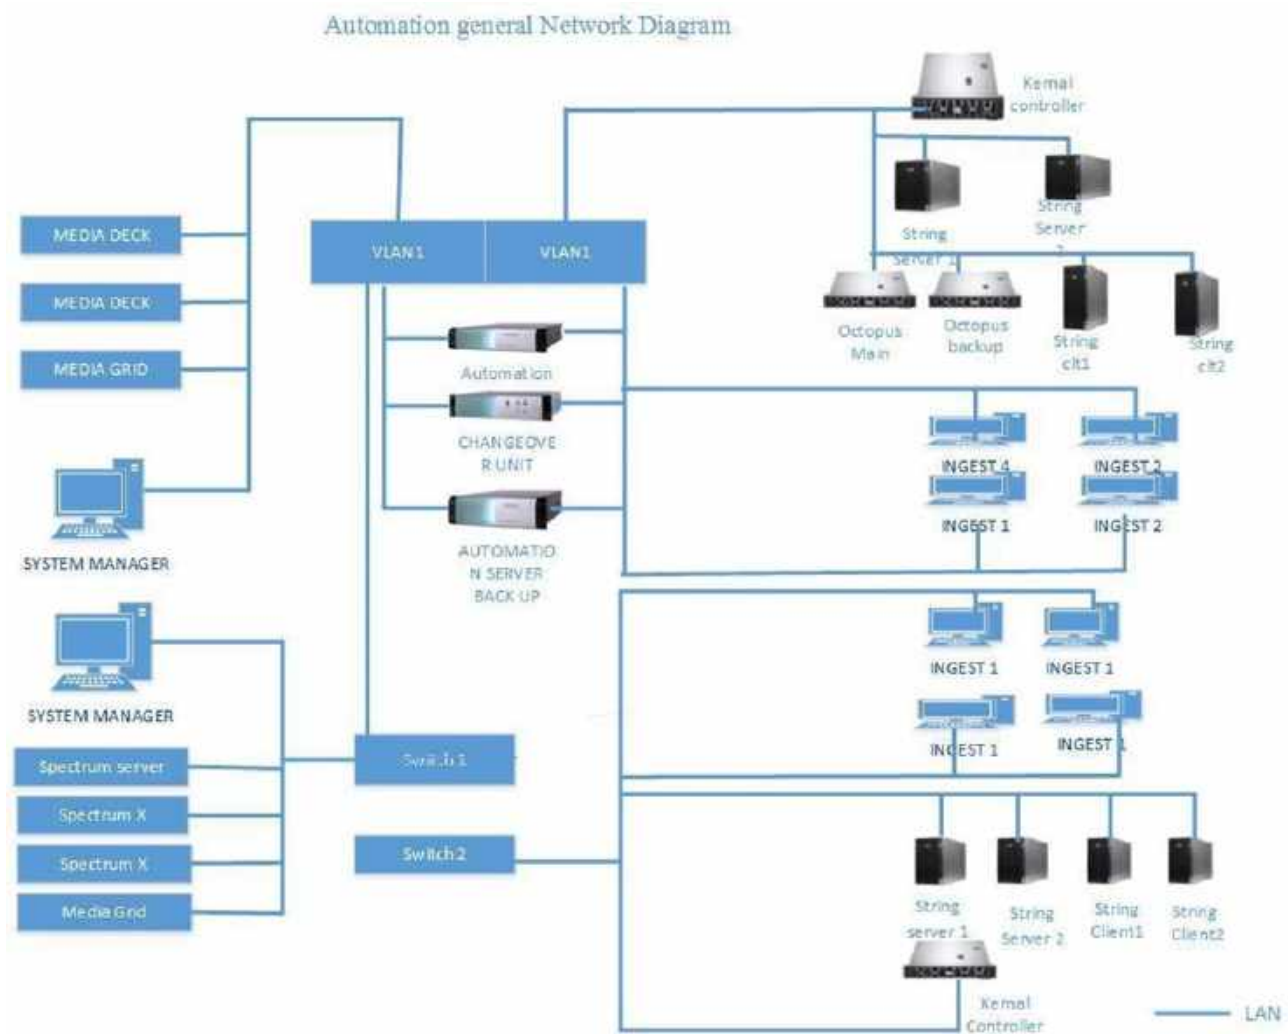 Automation general Network Diagram
Kernal
controller
MEDIA DECK
VLAN1
VLAN1
String
Server 1
String
Server
2
MEDIA DECK
Octopus
Main
Octopus
backup
String
clt1
String
clt2
MEDIA GRID
Automation
CHANGEOVE
R UNIT
INGEST 4
INGEST 2
INGEST 1
INGEST 2
SYSTEM MANAGER
AUTOMATIO
N SERVER
BACK UP
INGEST 1
INGEST 1
SYSTEM MANAGER
INGEST 1
INGEST 1
Spectrum server
Switch 1
Spectrum X
Spectrum X
Switch 2
Media Grid
String
server 1
String
Server 2
String
Client1
String
Client2
Kernal
Controller
LAN